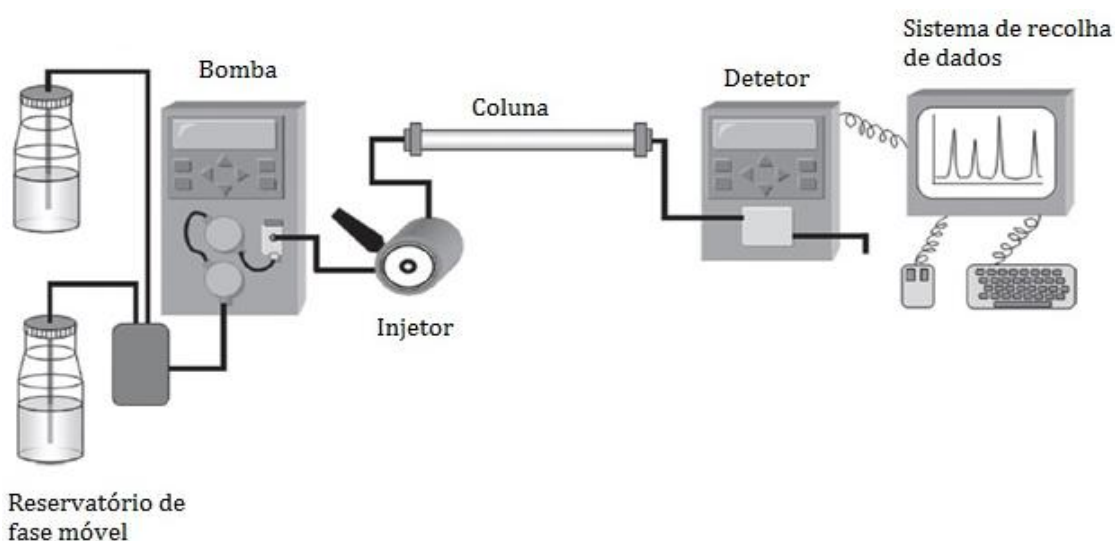 Sistema de recolha
de dados
Bomba
Detetor
Coluna
Injetor
Reservatório de
fase móvel